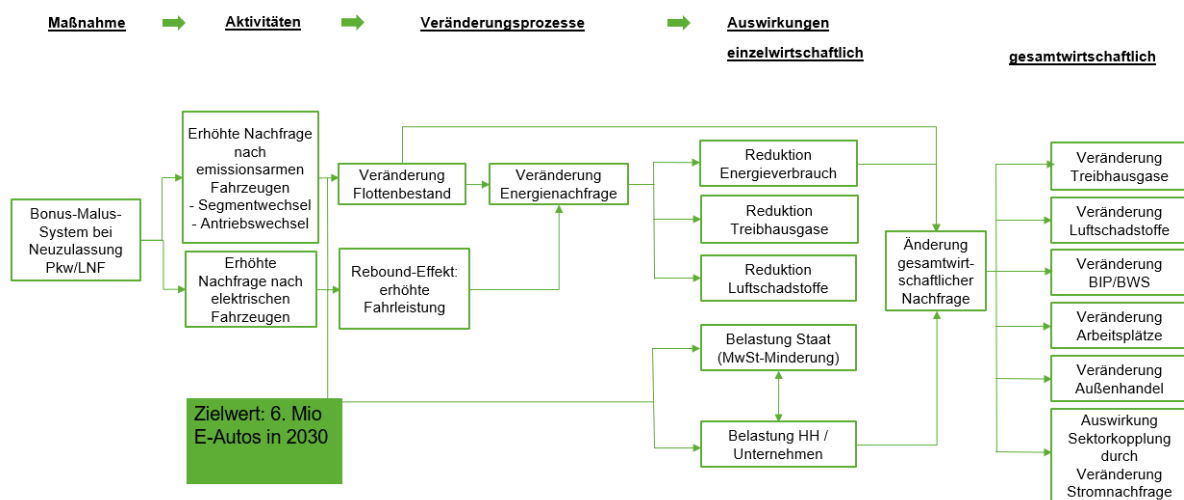 Maßnahme
Aktivitäten
Veränderungsprozesse
Auswirkungen
einzelwirtschaftlich
gesamtwirtschaftlich
Bonus-Malus-
System bei
Neuzulassung
Pkw/LNF
Erhöhte Nachfrage
nach
emissionsarmen
Fahrzeugen
- Segmentwechsel
- Antriebswechsel
Erhöhte
Nachfrage nach
elektrischen
Fahrzeugen
Zielwert: 6. Mio
E-Autos in 2030
Veränderung
Flottenbestand
Rebound-Effekt:
erhöhte
Fahrleistung
Veränderung
Energienachfrage
Reduktion
Energieverbrauch
Reduktion
Treibhausgase
Reduktion
Luftschadstoffe
Belastung Staat
(MwSt-Minderung)
Belastung HH /
Unternehmen
Änderung
gesamtwirt-
schaftlicher
Nachfrage
Veränderung
Treibhausgase
Veränderung
Luftschadstoffe
Veränderung
BIP/BWS
Veränderung
Arbeitsplätze
Veränderung
Außenhandel
Auswirkung
Sektorkopplung
durch
Veränderung
Stromnachfrage